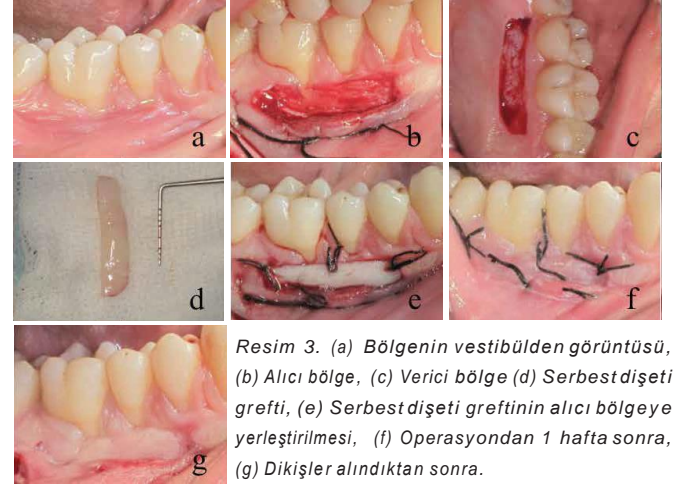 a
b
c
d
e
f
g
Resim 3. (a) Bölgenin vestibülden görüntüsü,
(b) Alıcı bölge, (c) Verici bölge (d) Serbest dişeti
grefti, (e) Serbest dişeti greftinin alıcı bölgeye
yerleştirilmesi, (f) Operasyondan 1 hafta sonra,
(g) Dikişler alındıktan sonra.